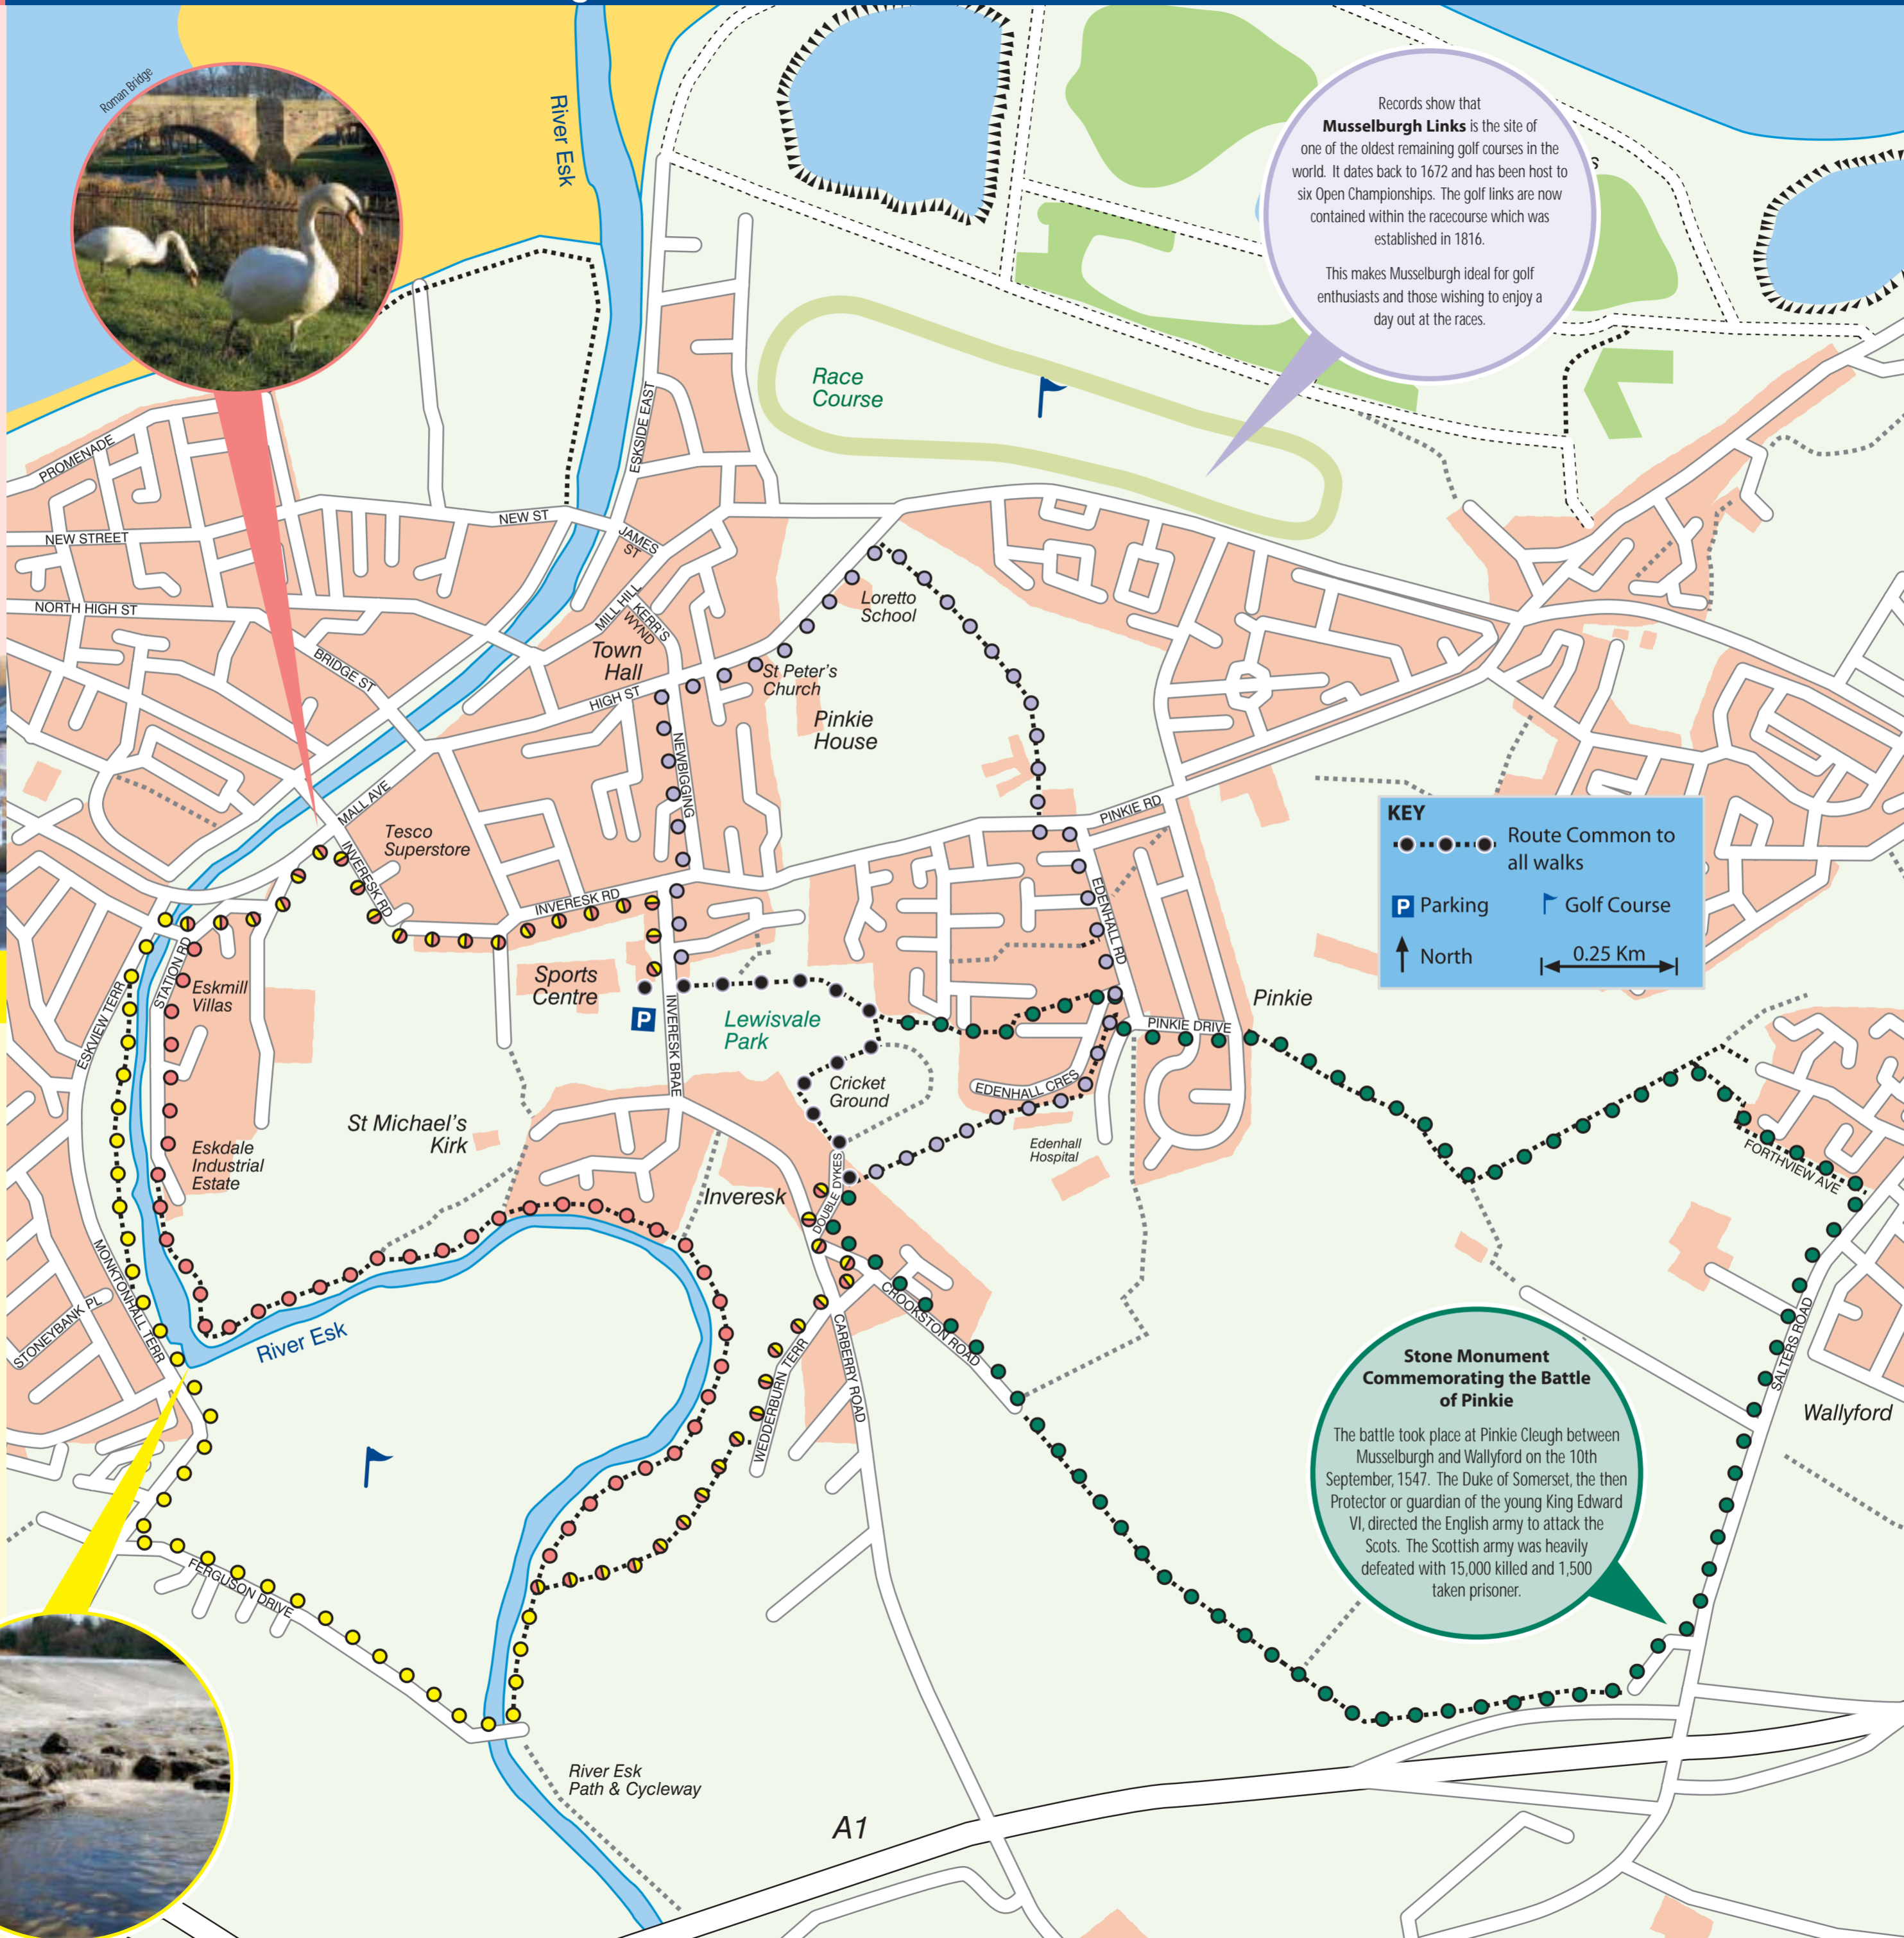 Roman Bridge
River Esk
Records show that
Musselburgh Links is the site of
one of the oldest remaining golf courses in the
world. It dates back to 1672 and has been host to
six Open Championships. The golf links are now
contained within the racecourse which was
established in 1816.
This makes Musselburgh ideal for golf
enthusiasts and those wishing to enjoy a
day out at the races.
s
Race
Course
ESKSIDE EAST
PROMENADE
NEW ST
NEW STREET
JAMES
ST
NORTH HIGH ST
MILL HILL
KERR'S
WYND
Loretto
School
Town
Hall
BRIDGE ST
St Peter's
Church
HIGH ST
Pinkie
House
NEWBIGGING
MALL AVE
Tesco
Superstore
PINKIE RD
INVERESK RD
INVERESK RD
EDENHALL RD
KEY
Route Common to
all walks
P Parking
Golf Course
North
0.25 Km
STATION RD
Eskmill
Villas
Sports
Centre
P
Lewisvale
Park
INVERESK BRAE
Pinkie
PINKIE DRIVE
ESKVIEW TERR
EDENHALL CRES
Cricket
Ground
St Michael's
Kirk
Eskdale
Industrial
Estate
Edenhall
Hospital
FORTHVIEW AVE
Inveresk
DOUBLE DYKES
MONKTONHALL TERR
STONEYBANK PL
River Esk
CROOKSTON ROAD
CARBERRY ROAD
WEDDERBURN TERR
SALTERS ROAD
Wallyford
Stone Monument
Commemorating the Battle
of Pinkie
The battle took place at Pinkie Cleugh between
Musselburgh and Wallyford on the 10th
September, 1547. The Duke of Somerset, the then
Protector or guardian of the young King Edward
VI, directed the English army to attack the
Scots. The Scottish army was heavily
defeated with 15,000 killed and 1,500
taken prisoner.
FERGUSON DRIVE
River Esk
Path & Cycleway
A1